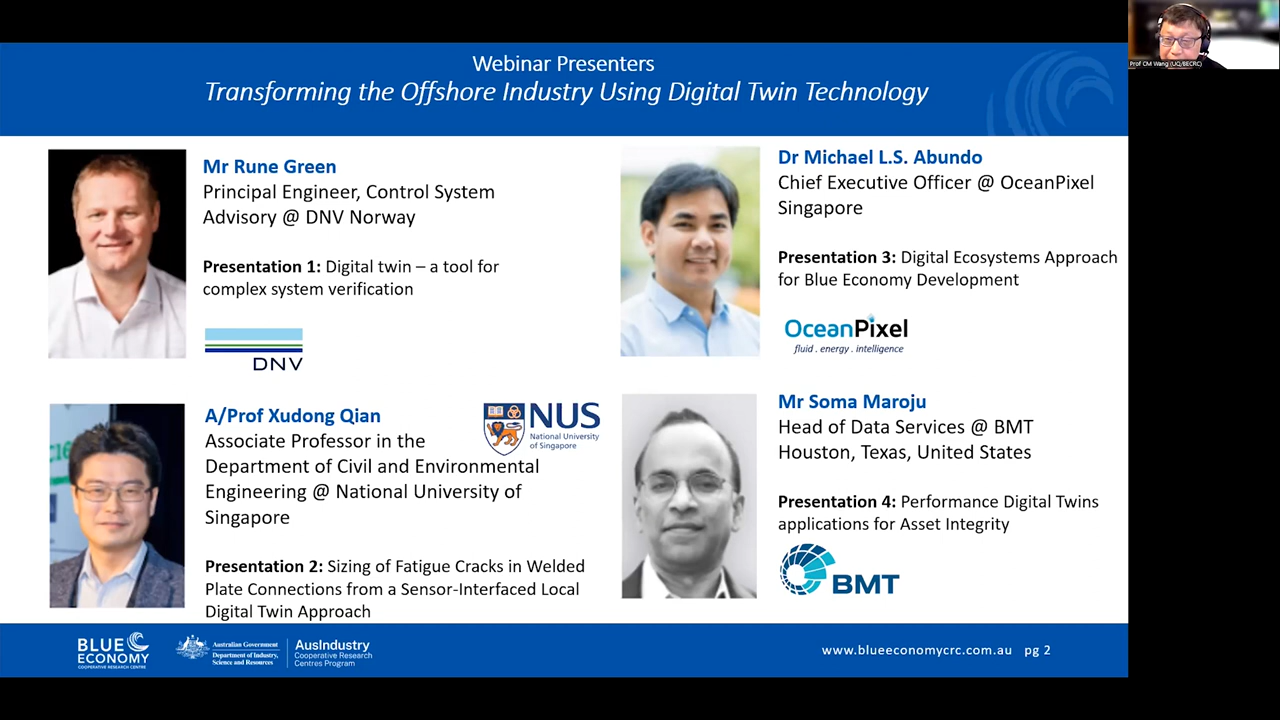 Webinar Presenters
Transforming the Offshore Industry Using Digital Twin Technology
Prof CM Wang (UQ/BECRC)
Mr Rune Green
Principal Engineer, Control System
Advisory @ DNV Norway
Presentation 1: Digital twin – a tool for
complex system verification
DNV
Dr Michael L.S. Abundo
Chief Executive Officer @ OceanPixel
Singapore
Presentation 3: Digital Ecosystems Approach
for Blue Economy Development
OceanPixel
fluid . energy . intelligence
A/Prof Xudong Qian
Associate Professor in the
Department of Civil and Environmental
Engineering @ National University of
Singapore
NUS
National University
of Singapore
Presentation 2: Sizing of Fatigue Cracks in Welded
Plate Connections from a Sensor-Interfaced Local
Digital Twin Approach
Mr Soma Maroju
Head of Data Services @ BMT
Houston, Texas, United States
Presentation 4: Performance Digital Twins
applications for Asset Integrity
BMT
BLUE
ECONOMY
COOPERATIVE RESEARCH CENTRE
Australian Government
Department of Industry,
Science and Resources
AusIndustry
Cooperative Research
Centres Program
www.blueeconomycrc.com.au pg 2